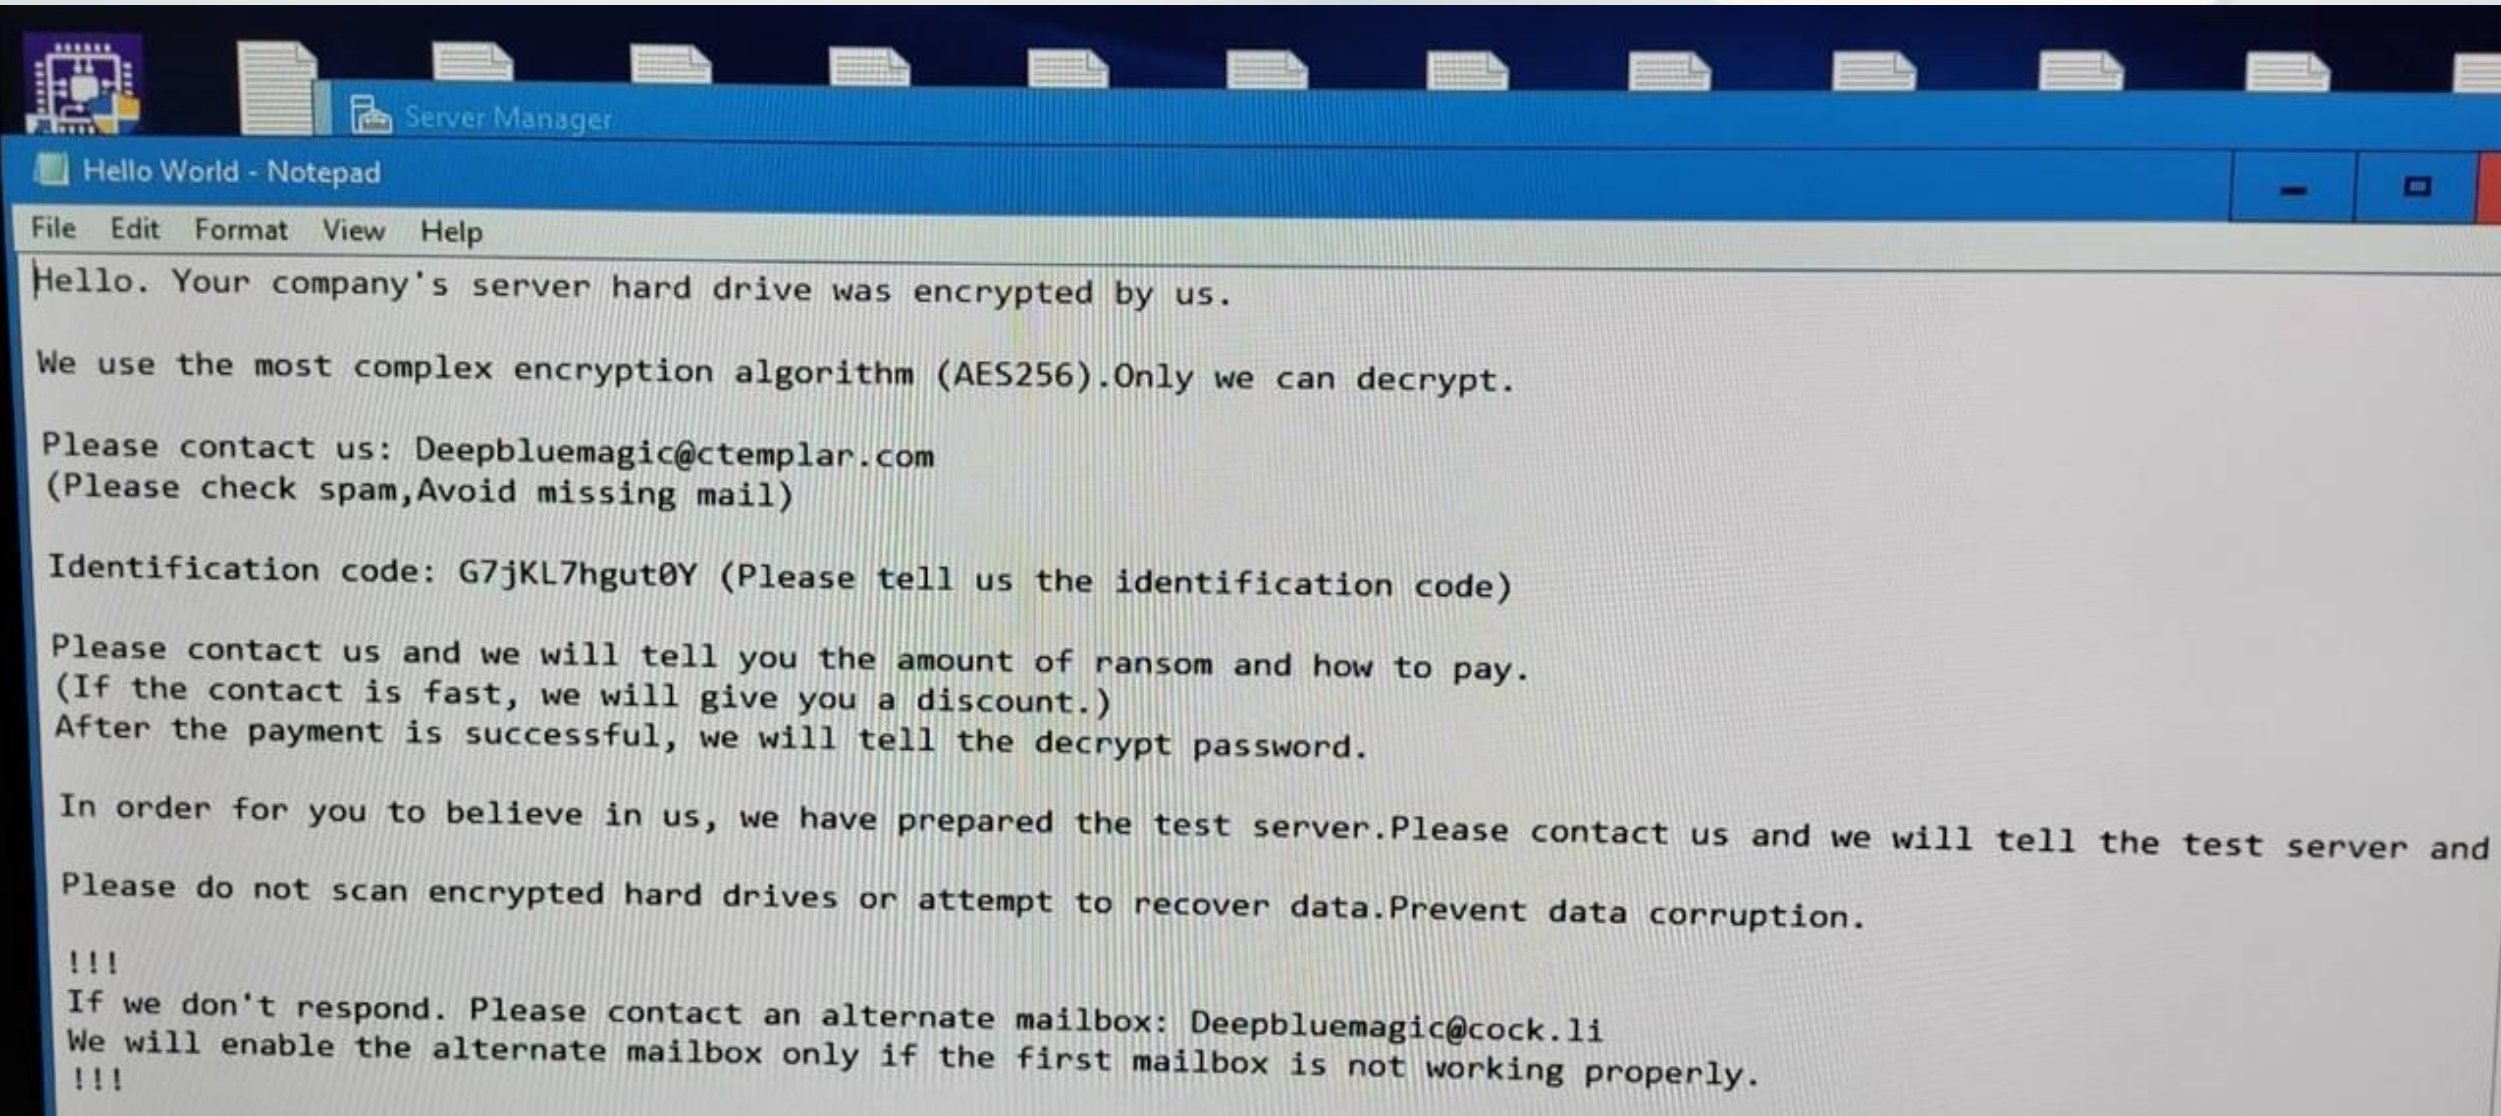 Server Manager
Hello World - Notepad
File Edit Format View Help
Hello. Your company's server hard drive was encrypted by us.
We use the most complex encryption algorithm (AES256).Only we can decrypt.
Please contact us: Deepbluemagic@ctemplar.com
(Please check spam,Avoid missing mail)
Identification code: G7jKL7hgut0Y (Please tell us the identification code)
Please contact us and we will tell you the amount of ransom and how to pay.
(If the contact is fast, we will give you a discount.)
After the payment is successful, we will tell the decrypt password.
In order for you to believe in us, we have prepared the test server.Please contact us and we will tell the test server and
Please do not scan encrypted hard drives or attempt to recover data.Prevent data corruption.
!!!
If we don't respond. Please contact an alternate mailbox: Deepbluemagic@cock.li
We will enable the alternate mailbox only if the first mailbox is not working properly.
!!!